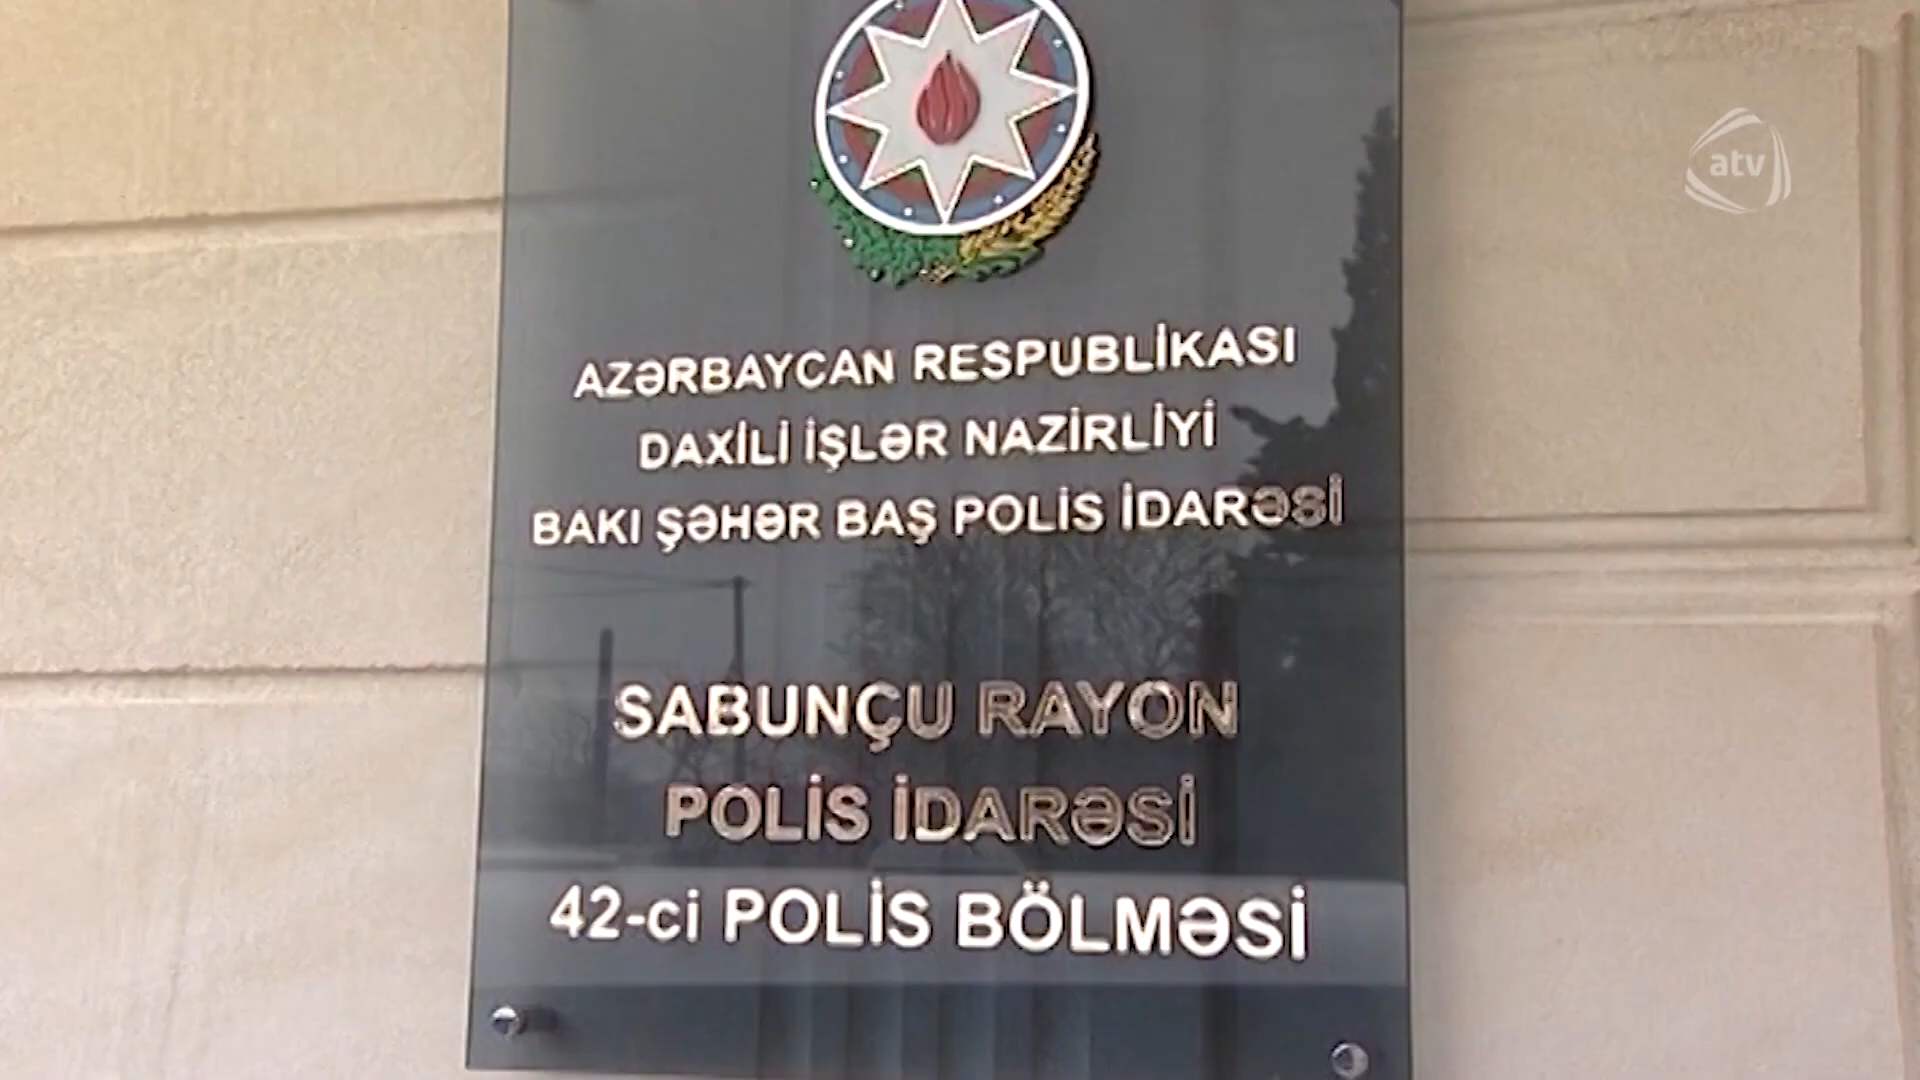 atv
AZƏRBAYCAN RESPUBLİKASI
DAXİLİ İŞLƏR NAZİRLİYİ
BAKI ŞƏHƏR BAŞ POLİS İDARƏSİ
SABUNÇU RAYON
POLİS İDARƏSİ
42-ci POLİS BÖLMƏSİ